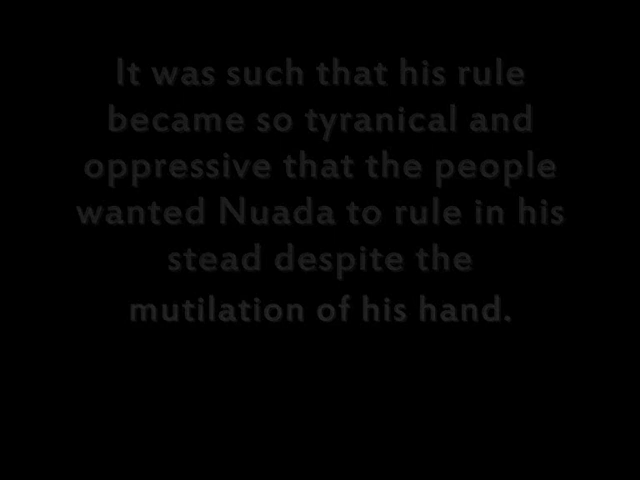 It was such that his rule
became so tyranical and
oppressive that the people
wanted Nuada to rule in his
stead despite the
mutilation of his hand.